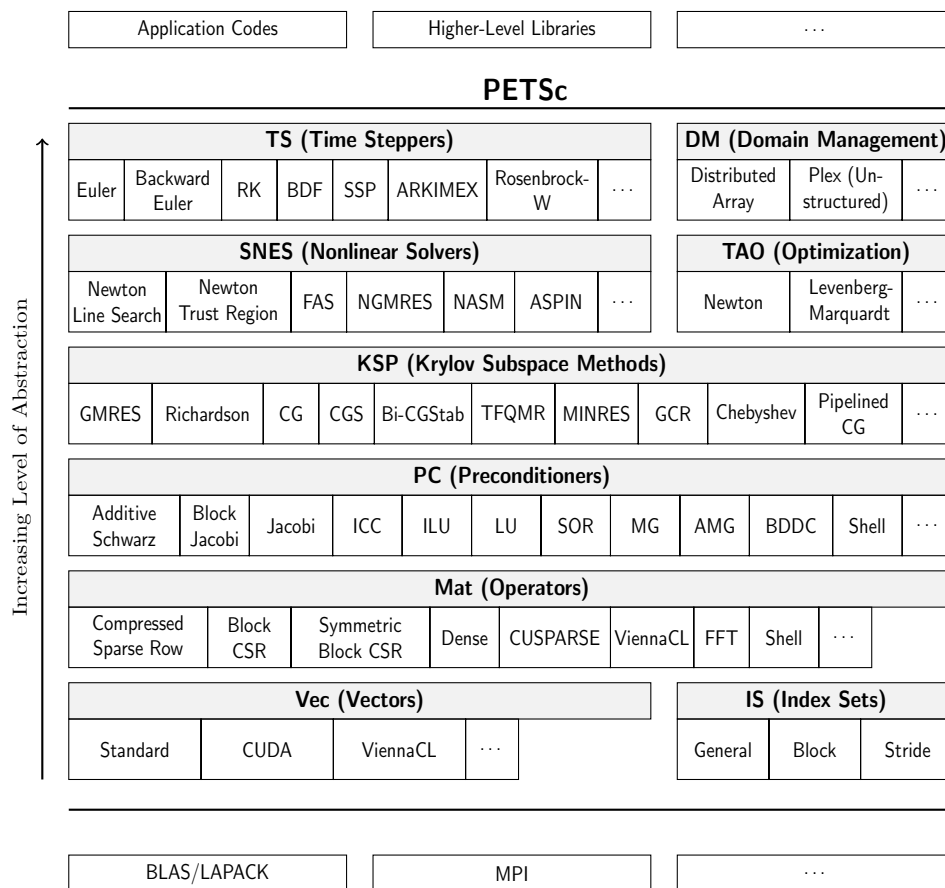 Application Codes
Higher-Level Libraries
...
PETSc
Increasing Level of Abstraction
TS (Time Steppers)
Euler
Backward
Euler
RK
BDF
SSP
ARKIMEX
Rosenbrock-
W
...
DM (Domain Management)
Distributed
Array
Plex (Un-
structured)
...
SNES (Nonlinear Solvers)
Newton
Line Search
Newton
Trust Region
FAS
NGMRES
NASM
ASPIN
...
TAO (Optimization)
Newton
Levenberg-
Marquardt
...
KSP (Krylov Subspace Methods)
GMRES
Richardson
CG
CGS
Bi-CGStab
TFQMR
MINRES
GCR
Chebyshev
Pipelined
CG
...
PC (Preconditioners)
Additive
Schwarz
Block
Jacobi
Jacobi
ICC
ILU
LU
SOR
MG
AMG
BDDC
Shell
...
Mat (Operators)
Compressed
Sparse Row
Block
CSR
Symmetric
Block CSR
Dense
CUSPARSE
ViennaCL
FFT
Shell
...
Vec (Vectors)
Standard
CUDA
ViennaCL
...
IS (Index Sets)
General
Block
Stride
BLAS/LAPACK
MPI
...